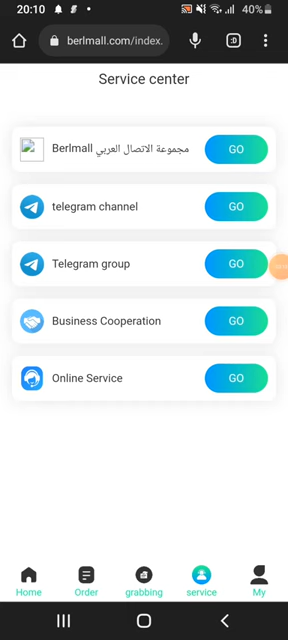 20:10
40%
berlmall.com/index.
:D
Service center
Berlmall مجموعة الاتصال العربي
GO
telegram channel
GO
Telegram group
GO
Business Cooperation
GO
Online Service
GO
Home
Order
grabbing
service
My